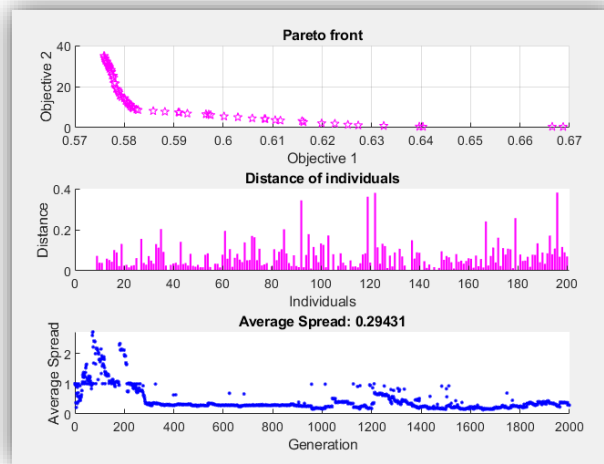 Pareto front
40
20
0
Objective 2
0.57 0.58 0.59 0.6 0.61 0.62 0.63 0.64 0.65 0.66 0.67
Objective 1
Distance of individuals
0.4
0.2
0
Distance
0 20 40 60 80 100 120 140 160 180 200
Individuals
Average Spread: 0.29431
2
1
0
Average Spread
0 200 400 600 800 1000 1200 1400 1600 1800 2000
Generation